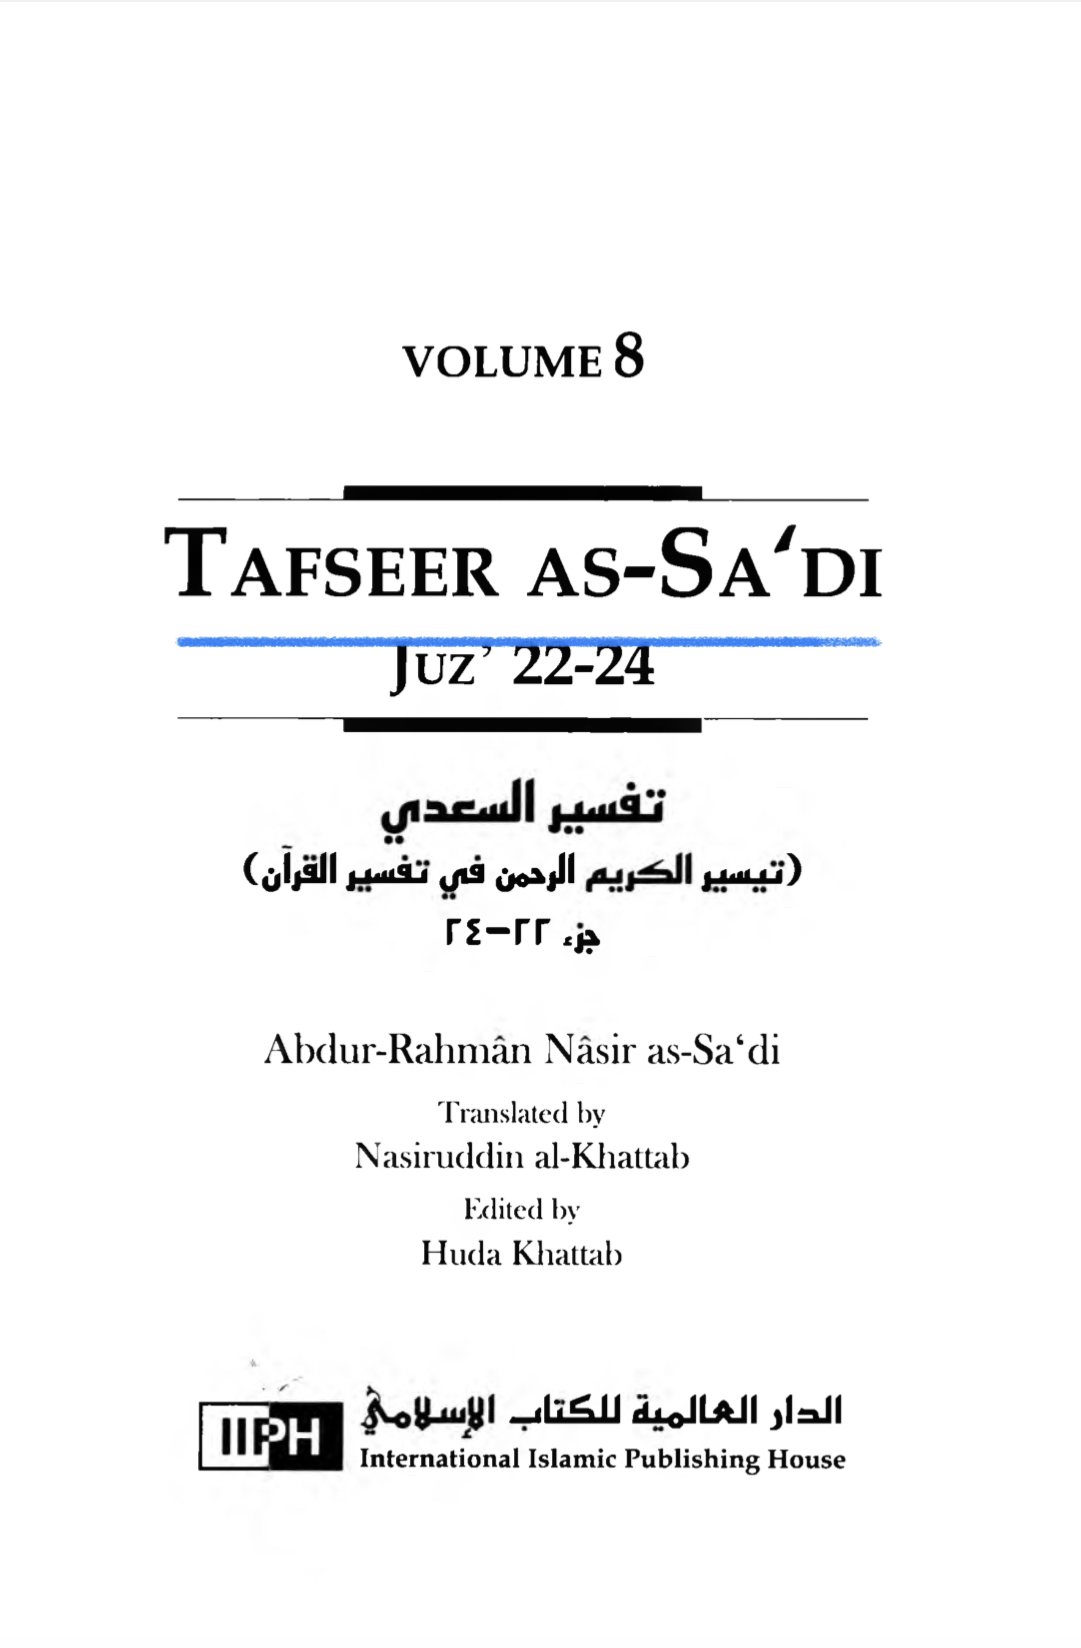 VOLUME 8
TAFSEER AS-SA‘DI
JUZ’ 22-24
تفسير السعدي
(تيسير الكريم الرحمن في تفسير القرآن)
جزء ٢٢-٢٤
Abdur-Rahmân Nâsir as-Sa‘di
Translated by
Nasiruddin al-Khattab
Edited by
Huda Khattab
IIPH
الدار العالمية للكتاب الإسلامي
International Islamic Publishing House